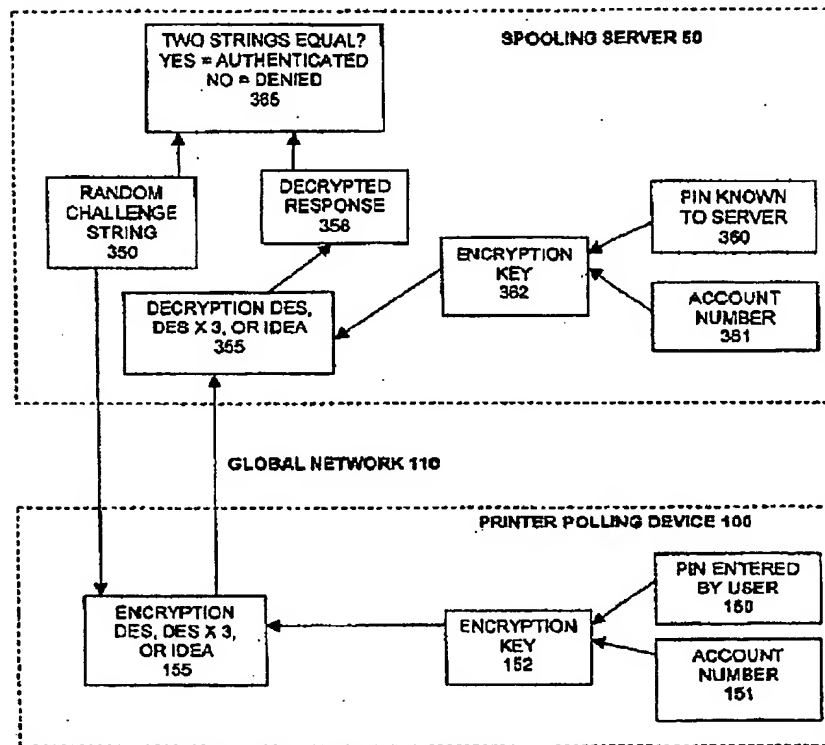 TWO STRINGS EQUAL?
YES = AUTHENTICATED
NO = DENIED
365
SPOOLING SERVER 50
RANDOM
CHALLENGE
STRING
350
DECRYPTED
RESPONSE
358
PIN KNOWN
TO SERVER
360
ENCRYPTION
KEY
362
DECRYPTION DES,
DES X 3, OR IDEA
355
ACCOUNT
NUMBER
361
GLOBAL NETWORK 110
PRINTER POLLING DEVICE 100
PIN ENTERED
BY USER
150
ENCRYPTION
DES, DES X 3,
OR IDEA
155
ENCRYPTION
KEY
152
ACCOUNT
NUMBER
151